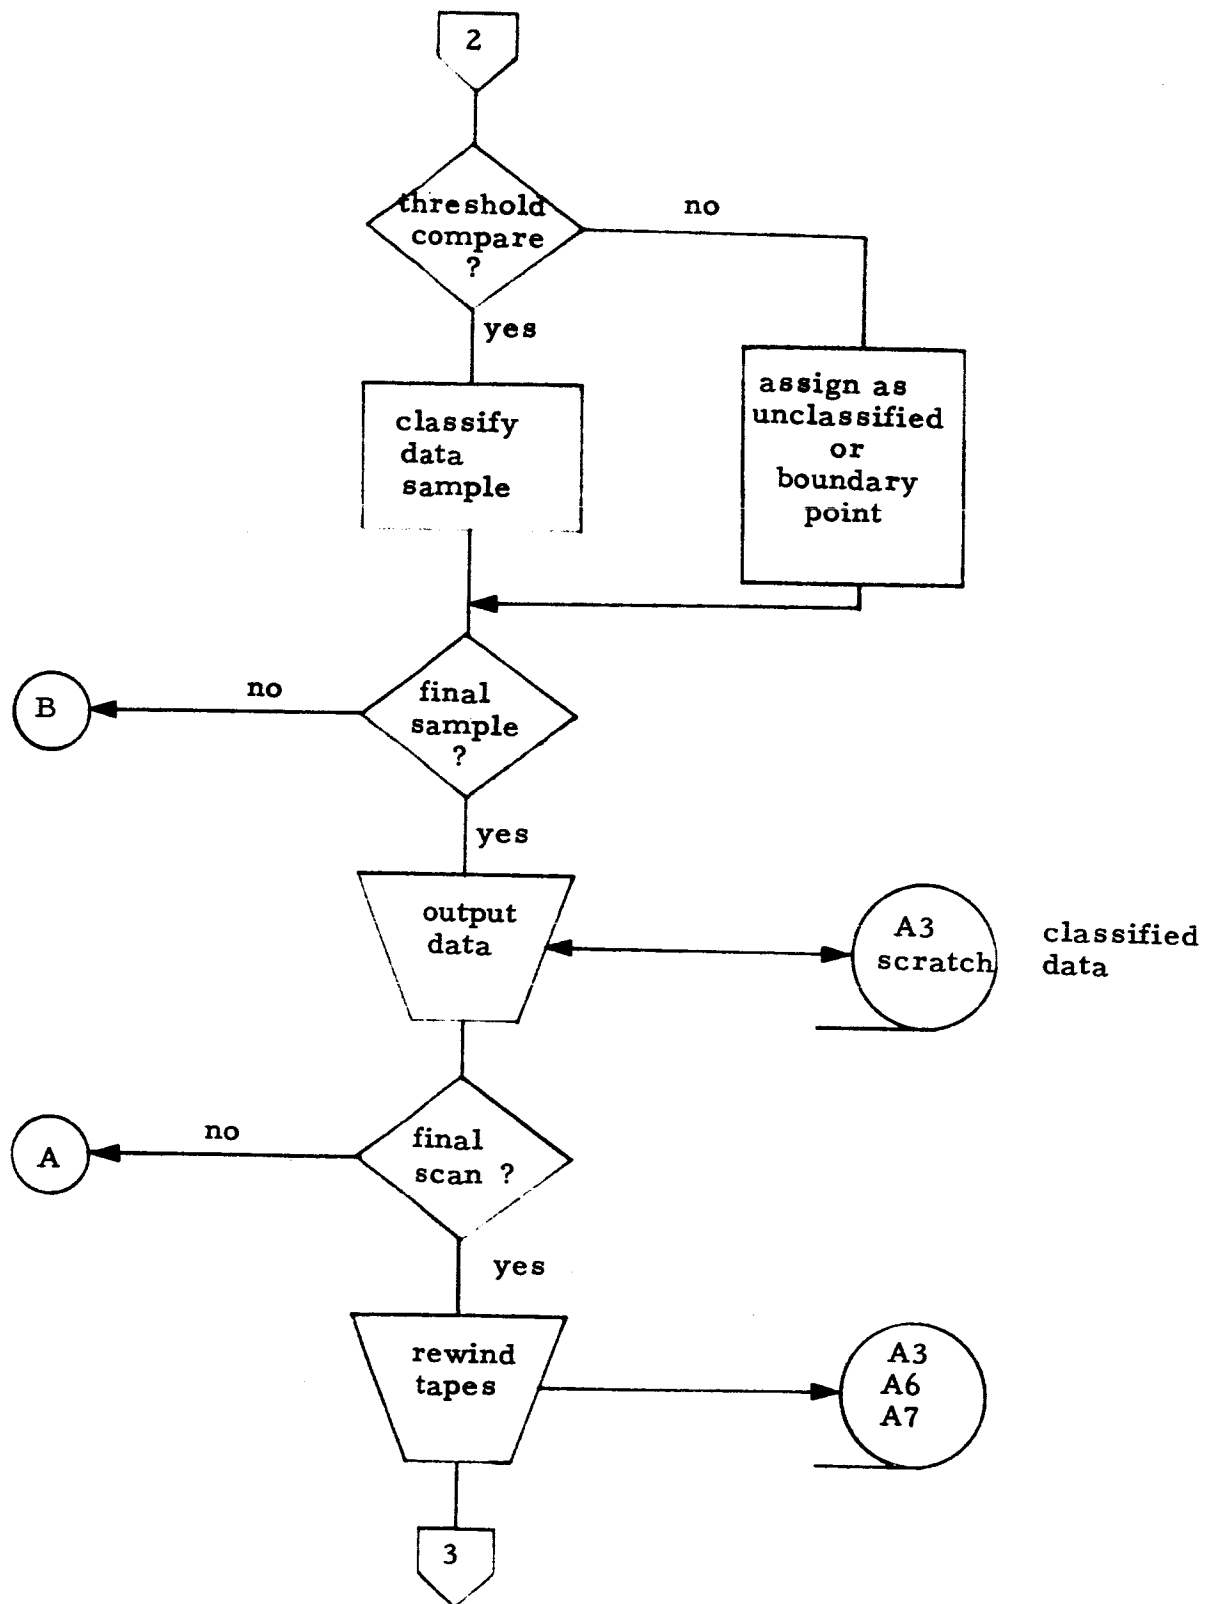 2
threshold
compare
?
no
yes
classify
data
sample
assign as
unclassified
or
boundary
point
B
no
final
sample
?
yes
output
data
A3
scratch
classified
data
A
no
final
scan ?
yes
rewind
tapes
A3
A6
A7
3